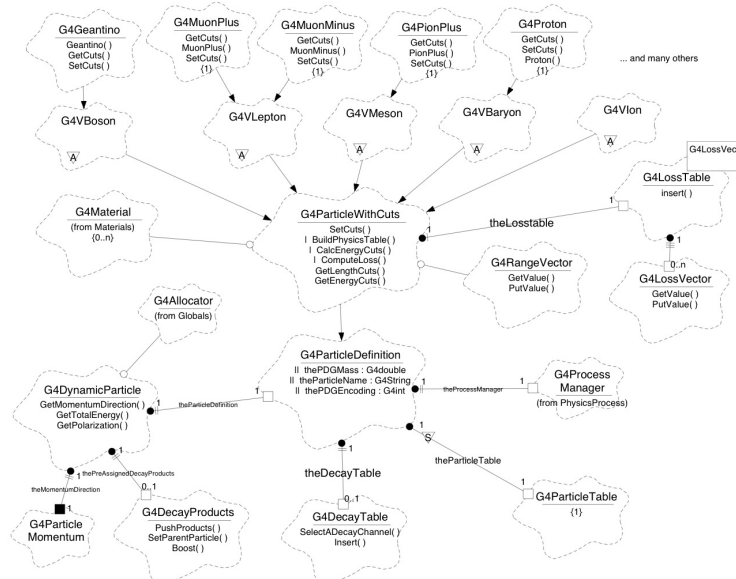 G4Geantino
Geantino( )
GetCuts( )
SetCuts( )
G4MuonPlus
GetCuts( )
MuonPlus( )
SetCuts( )
{1}
G4MuonMinus
GetCuts( )
MuonMinus( )
SetCuts( )
{1}
G4PionPlus
GetCuts( )
PionPlus( )
SetCuts( )
{1}
G4Proton
GetCuts( )
SetCuts( )
Proton( )
{1}
... and many others
G4VBoson
A
G4VLepton
A
G4VMeson
A
G4VBaryon
A
G4VIon
A
G4LossVec
G4LossTable
insert( )
1
1
0..n
G4LossVector
GetValue( )
PutValue( )
G4Material
(from Materials)
{0..n}
G4ParticleWithCuts
SetCuts( )
| BuildPhysicsTable( )
| CalcEnergyCuts( )
| ComputeLoss( )
GetLengthCuts( )
GetEnergyCuts( )
1
theLosstable
G4RangeVector
GetValue( )
PutValue( )
G4Allocator
(from Globals)
G4ParticleDefinition
|| thePDGMass : G4double
|| theParticleName : G4String
|| thePDGEncoding : G4int
1
1
theProcessManager
1
G4Process
Manager
(from PhysicsProcess)
G4DynamicParticle
GetMomentumDirection( )
GetTotalEnergy( )
GetPolarization( )
1
theParticleDefinition
1
S
theParticleTable
1
G4ParticleTable
{1}
1
theDecayTable
0..1
G4DecayTable
SelectADecayChannel( )
Insert( )
1
thePreAssignedDecayProducts
0..1
G4DecayProducts
PushProducts( )
SetParentParticle( )
Boost( )
1
theMomentumDirection
1
G4Particle
Momentum